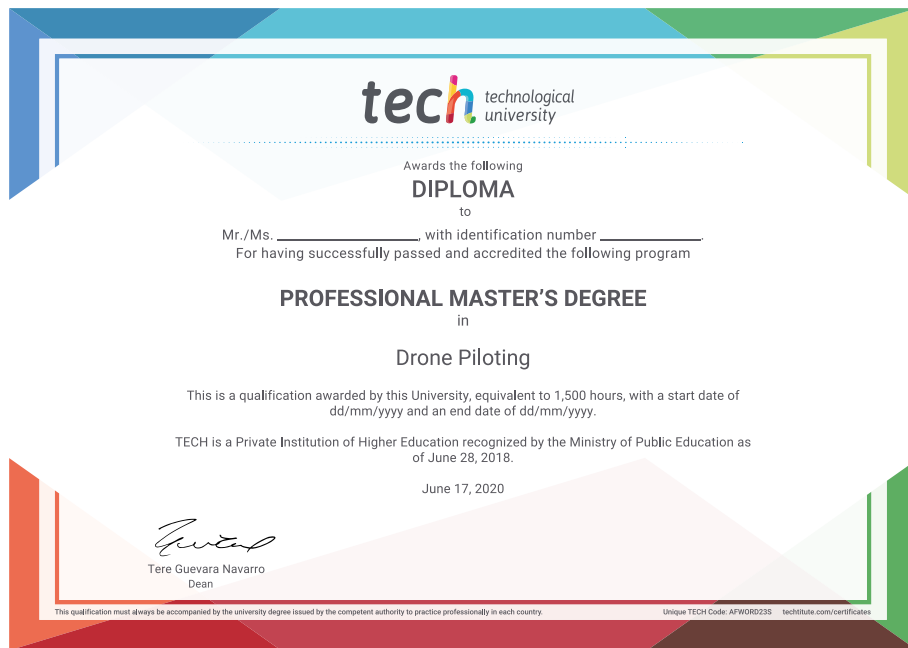 tech technological
university
Awards the following
DIPLOMA
to
Mr./Ms. ____________________, with identification number ______________.
For having successfully passed and accredited the following program
PROFESSIONAL MASTER'S DEGREE
in
Drone Piloting
This is a qualification awarded by this University, equivalent to 1,500 hours, with a start date of
dd/mm/yyyy and an end date of dd/mm/yyyy.
TECH is a Private Institution of Higher Education recognized by the Ministry of Public Education as
of June 28, 2018.
June 17, 2020
Tere Guevara Navarro
Dean
This qualification must always be accompanied by the university degree issued by the competent authority to practice professionally in each country. Unique TECH Code: AFWORD23S techtitute.com/certificates